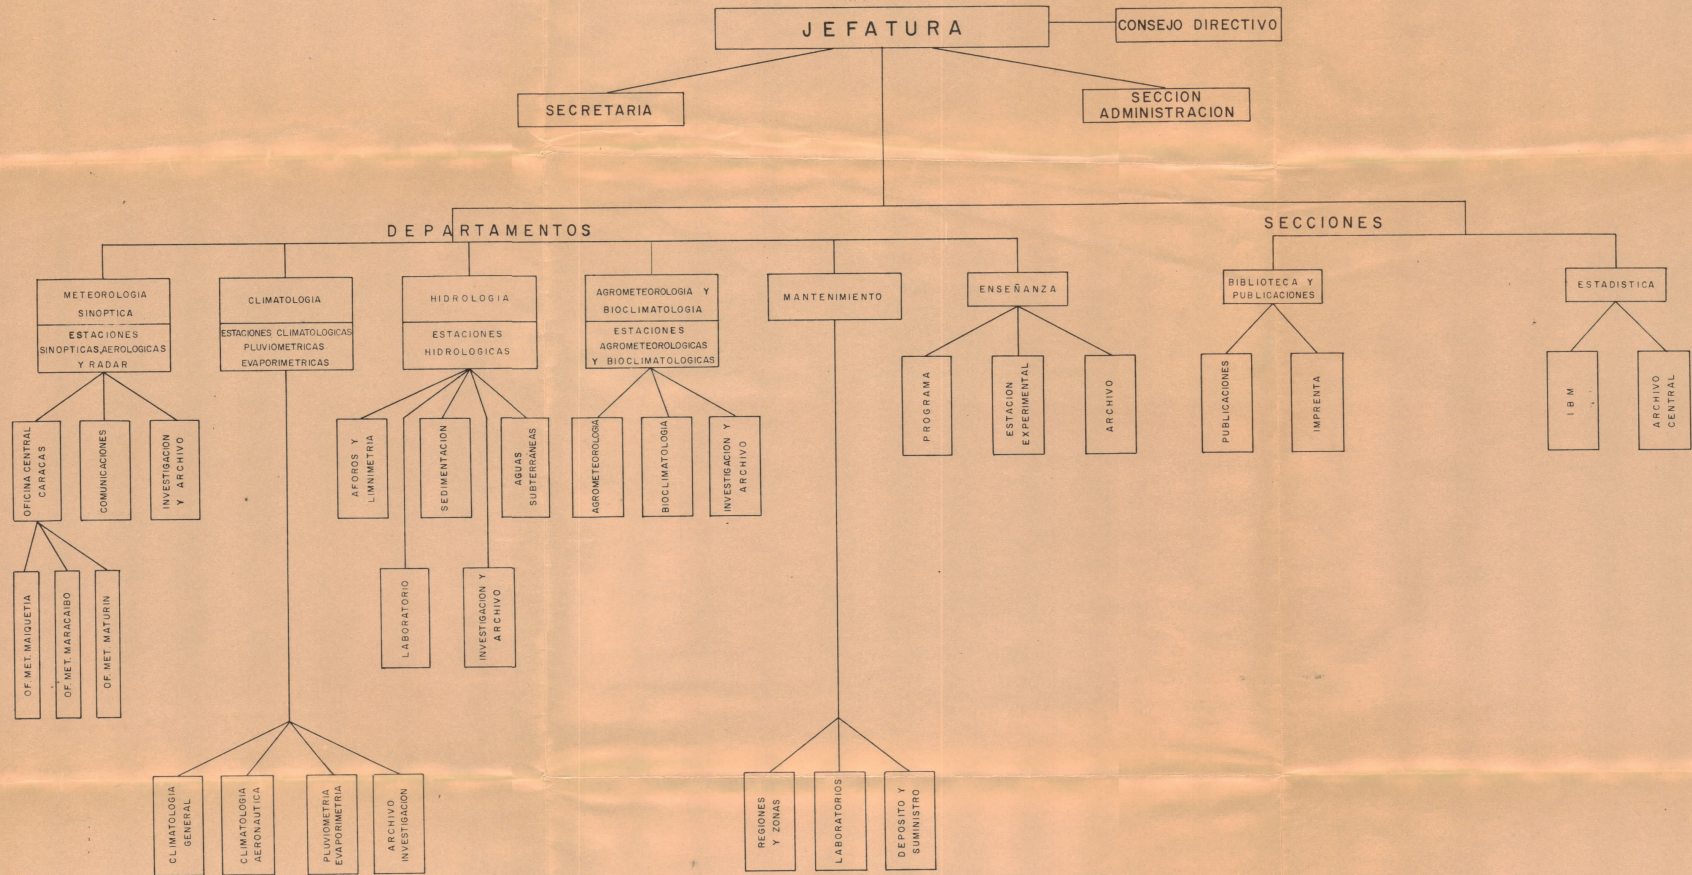 JEFATURA
CONSEJO DIRECTIVO
SECRETARIA
SECCION
ADMINISTRACION
DEPARTAMENTOS
SECCIONES
METEOROLOGIA
SINOPTICA
ESTACIONES
SINOPTICAS,AEROLOGICAS
Y RADAR
CLIMATOLOGIA
ESTACIONES CLIMATOLOGICAS
PLUVIOMETRICAS
EVAPORIMETRICAS
HIDROLOGIA
ESTACIONES
HIDROLOGICAS
AGROMETEOROLOGIA Y
BIOCLIMATOLOGIA
ESTACIONES
AGROMETEOROLOGICAS
Y BIOCLIMATOLOGICAS
MANTENIMIENTO
ENSEÑANZA
BIBLIOTECA Y
PUBLICACIONES
ESTADISTICA
PROGRAMA
ESTACION
EXPERIMENTAL
ARCHIVO
PUBLICACIONES
IMPRENTA
IBM
ARCHIVO
CENTRAL
OFICINA CENTRAL
CARACAS
COMUNICACIONES
INVESTIGACION
Y ARCHIVO
AFOROS Y
LIMNIMETRIA
SEDIMENTACION
AGUAS
SUBTERRANEAS
AGROMETEOROLOGIA
BIOCLIMATOLOGIA
INVESTIGACION Y
ARCHIVO
OF. MET. MAIQUETIA
OF. MET. MARACAIBO
OF. MET. MATURIN
LABORATORIO
INVESTIGACION Y
ARCHIVO
CLIMATOLOGIA
GENERAL
CLIMATOLOGIA
AERONAUTICA
PLUVIOMETRIA
EVAPORIMETRIA
ARCHIVO
INVESTIGACION
REGIONES
Y ZONAS
LABORATORIOS
DEPOSITO Y
SUMINISTRO